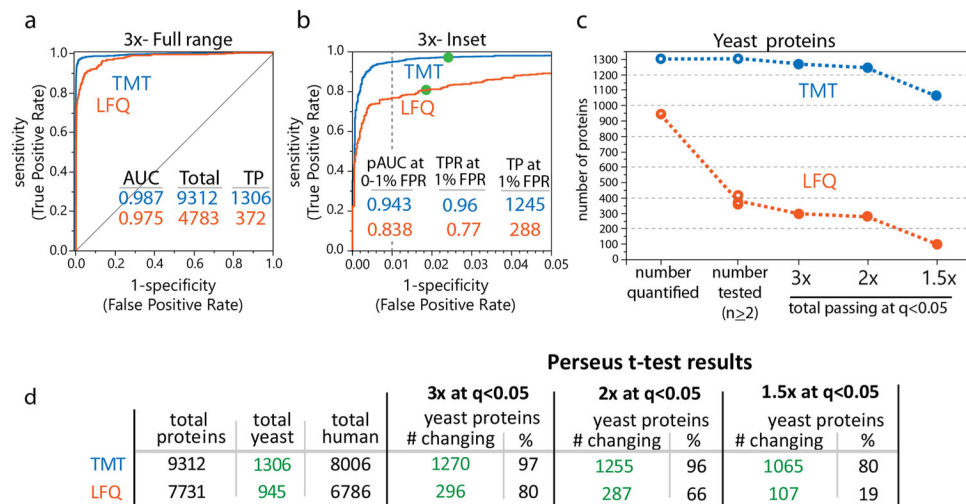 a
3x- Full range
sensitivity
(True Positive Rate)
1.0
0.8
0.6
0.4
0.2
0.0
TMT
LFQ
AUC Total TP
0.987 9312 1306
0.975 4783 372
0.0 0.2 0.4 0.6 0.8 1.0
1-specificity
(False Positive Rate)
b
3x- Inset
sensitivity
(True Positive Rate)
1.0
0.8
0.6
0.4
0.2
0.0
TMT
LFQ
pAUC at TPR at TP at
0-1% FPR 1% FPR 1% FPR
0.943 0.96 1245
0.838 0.77 288
0.00 0.01 0.02 0.03 0.04 0.05
1-specificity
(False Positive Rate)
c
Yeast proteins
number of proteins
1300
1200
1100
1000
900
800
700
600
500
400
300
200
100
TMT
LFQ
number
quantified
number
tested
(n≥2)
3x 2x 1.5x
total passing at q<0.05
Perseus t-test results
d
3x at q<0.05 2x at q<0.05 1.5x at q<0.05
total total total yeast proteins yeast proteins yeast proteins
proteins yeast human # changing % # changing % # changing %
TMT 9312 1306 8006 1270 97 1255 96 1065 80
LFQ 7731 945 6786 296 80 287 66 107 19